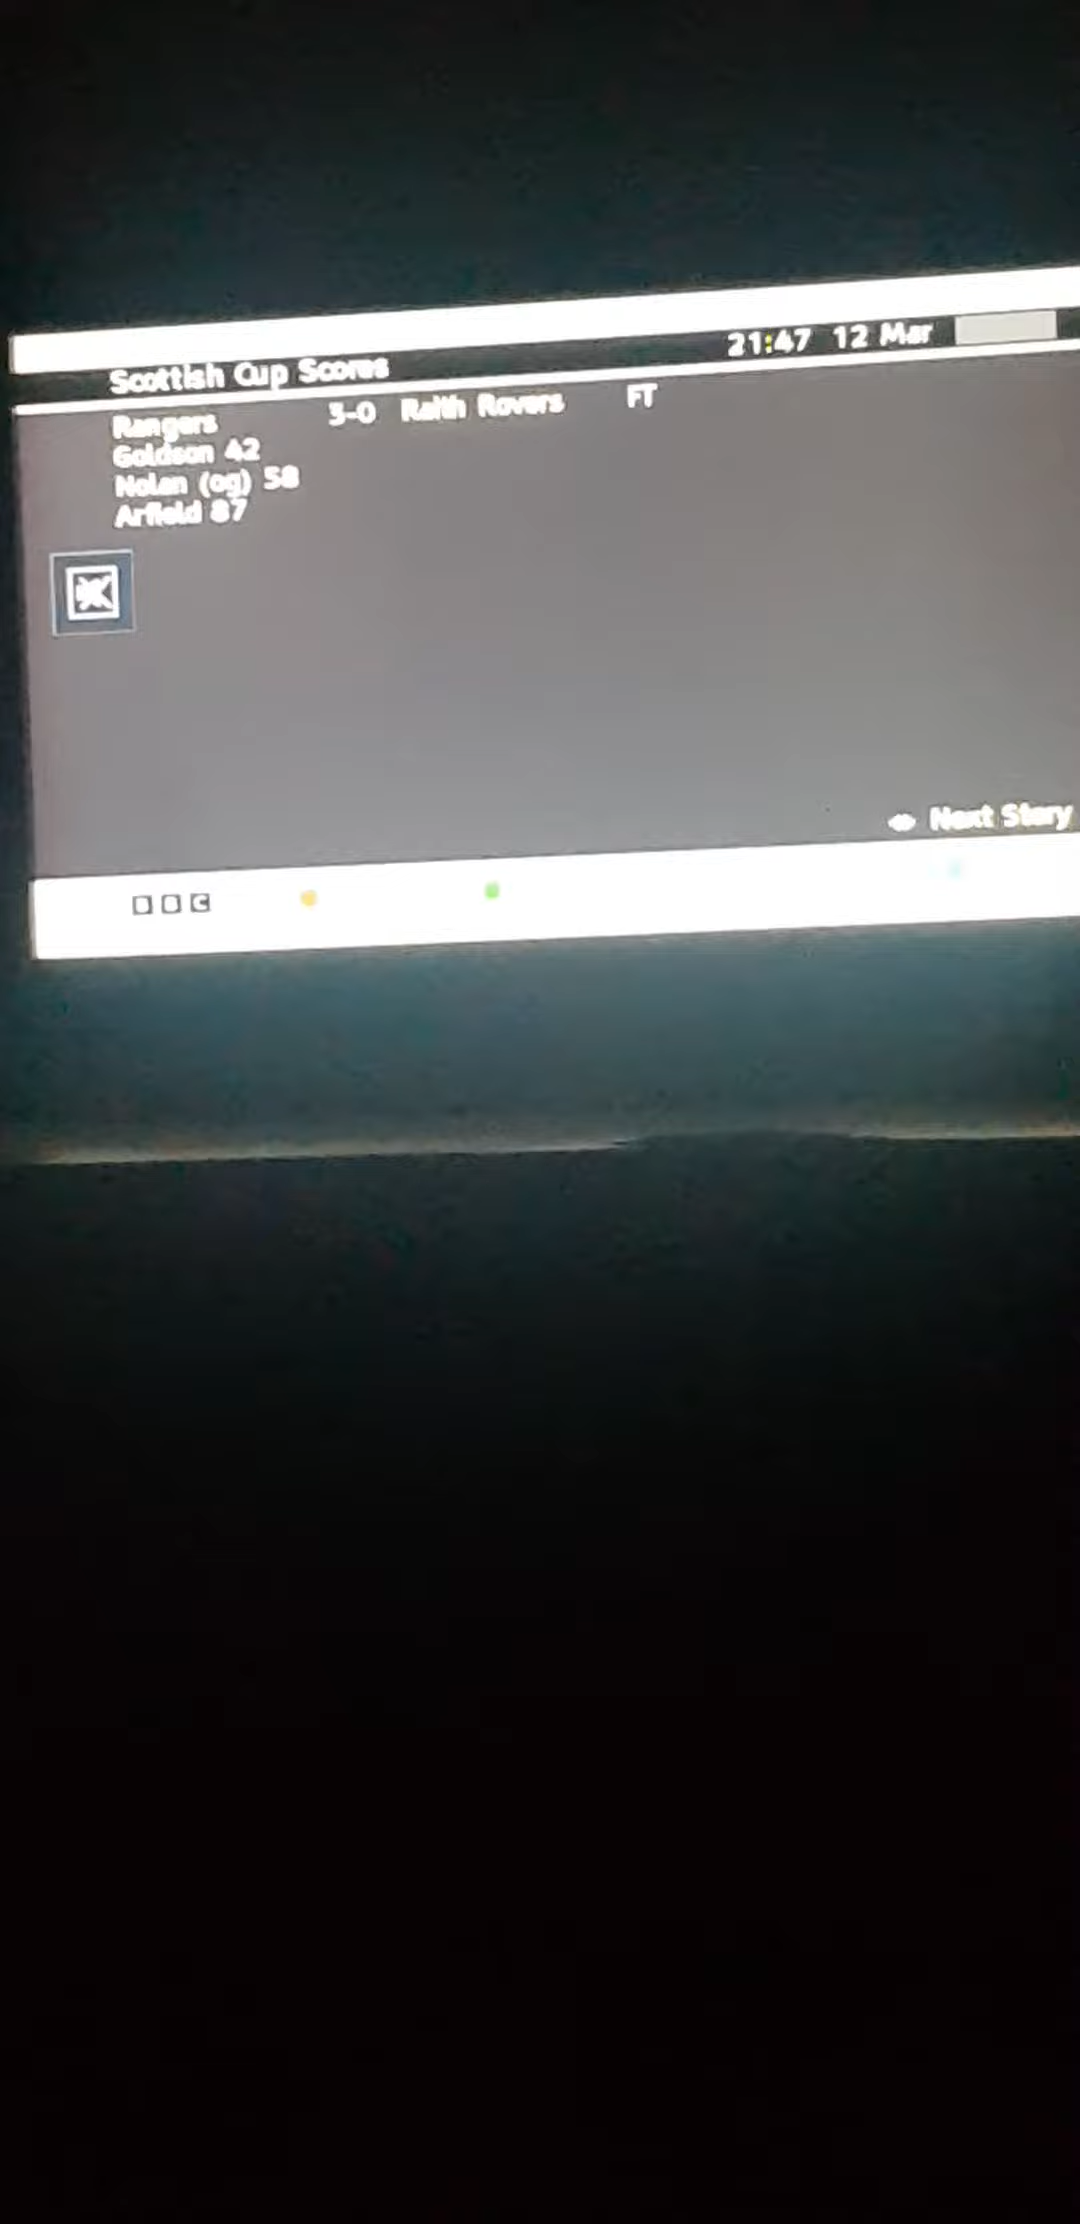 21:47 12 Mar
Scottish Cup Scores
Rangers 3-0 Raith Rovers FT
Goldson 42
Nolan (og) 58
Arfield 87
Next Story
BBC